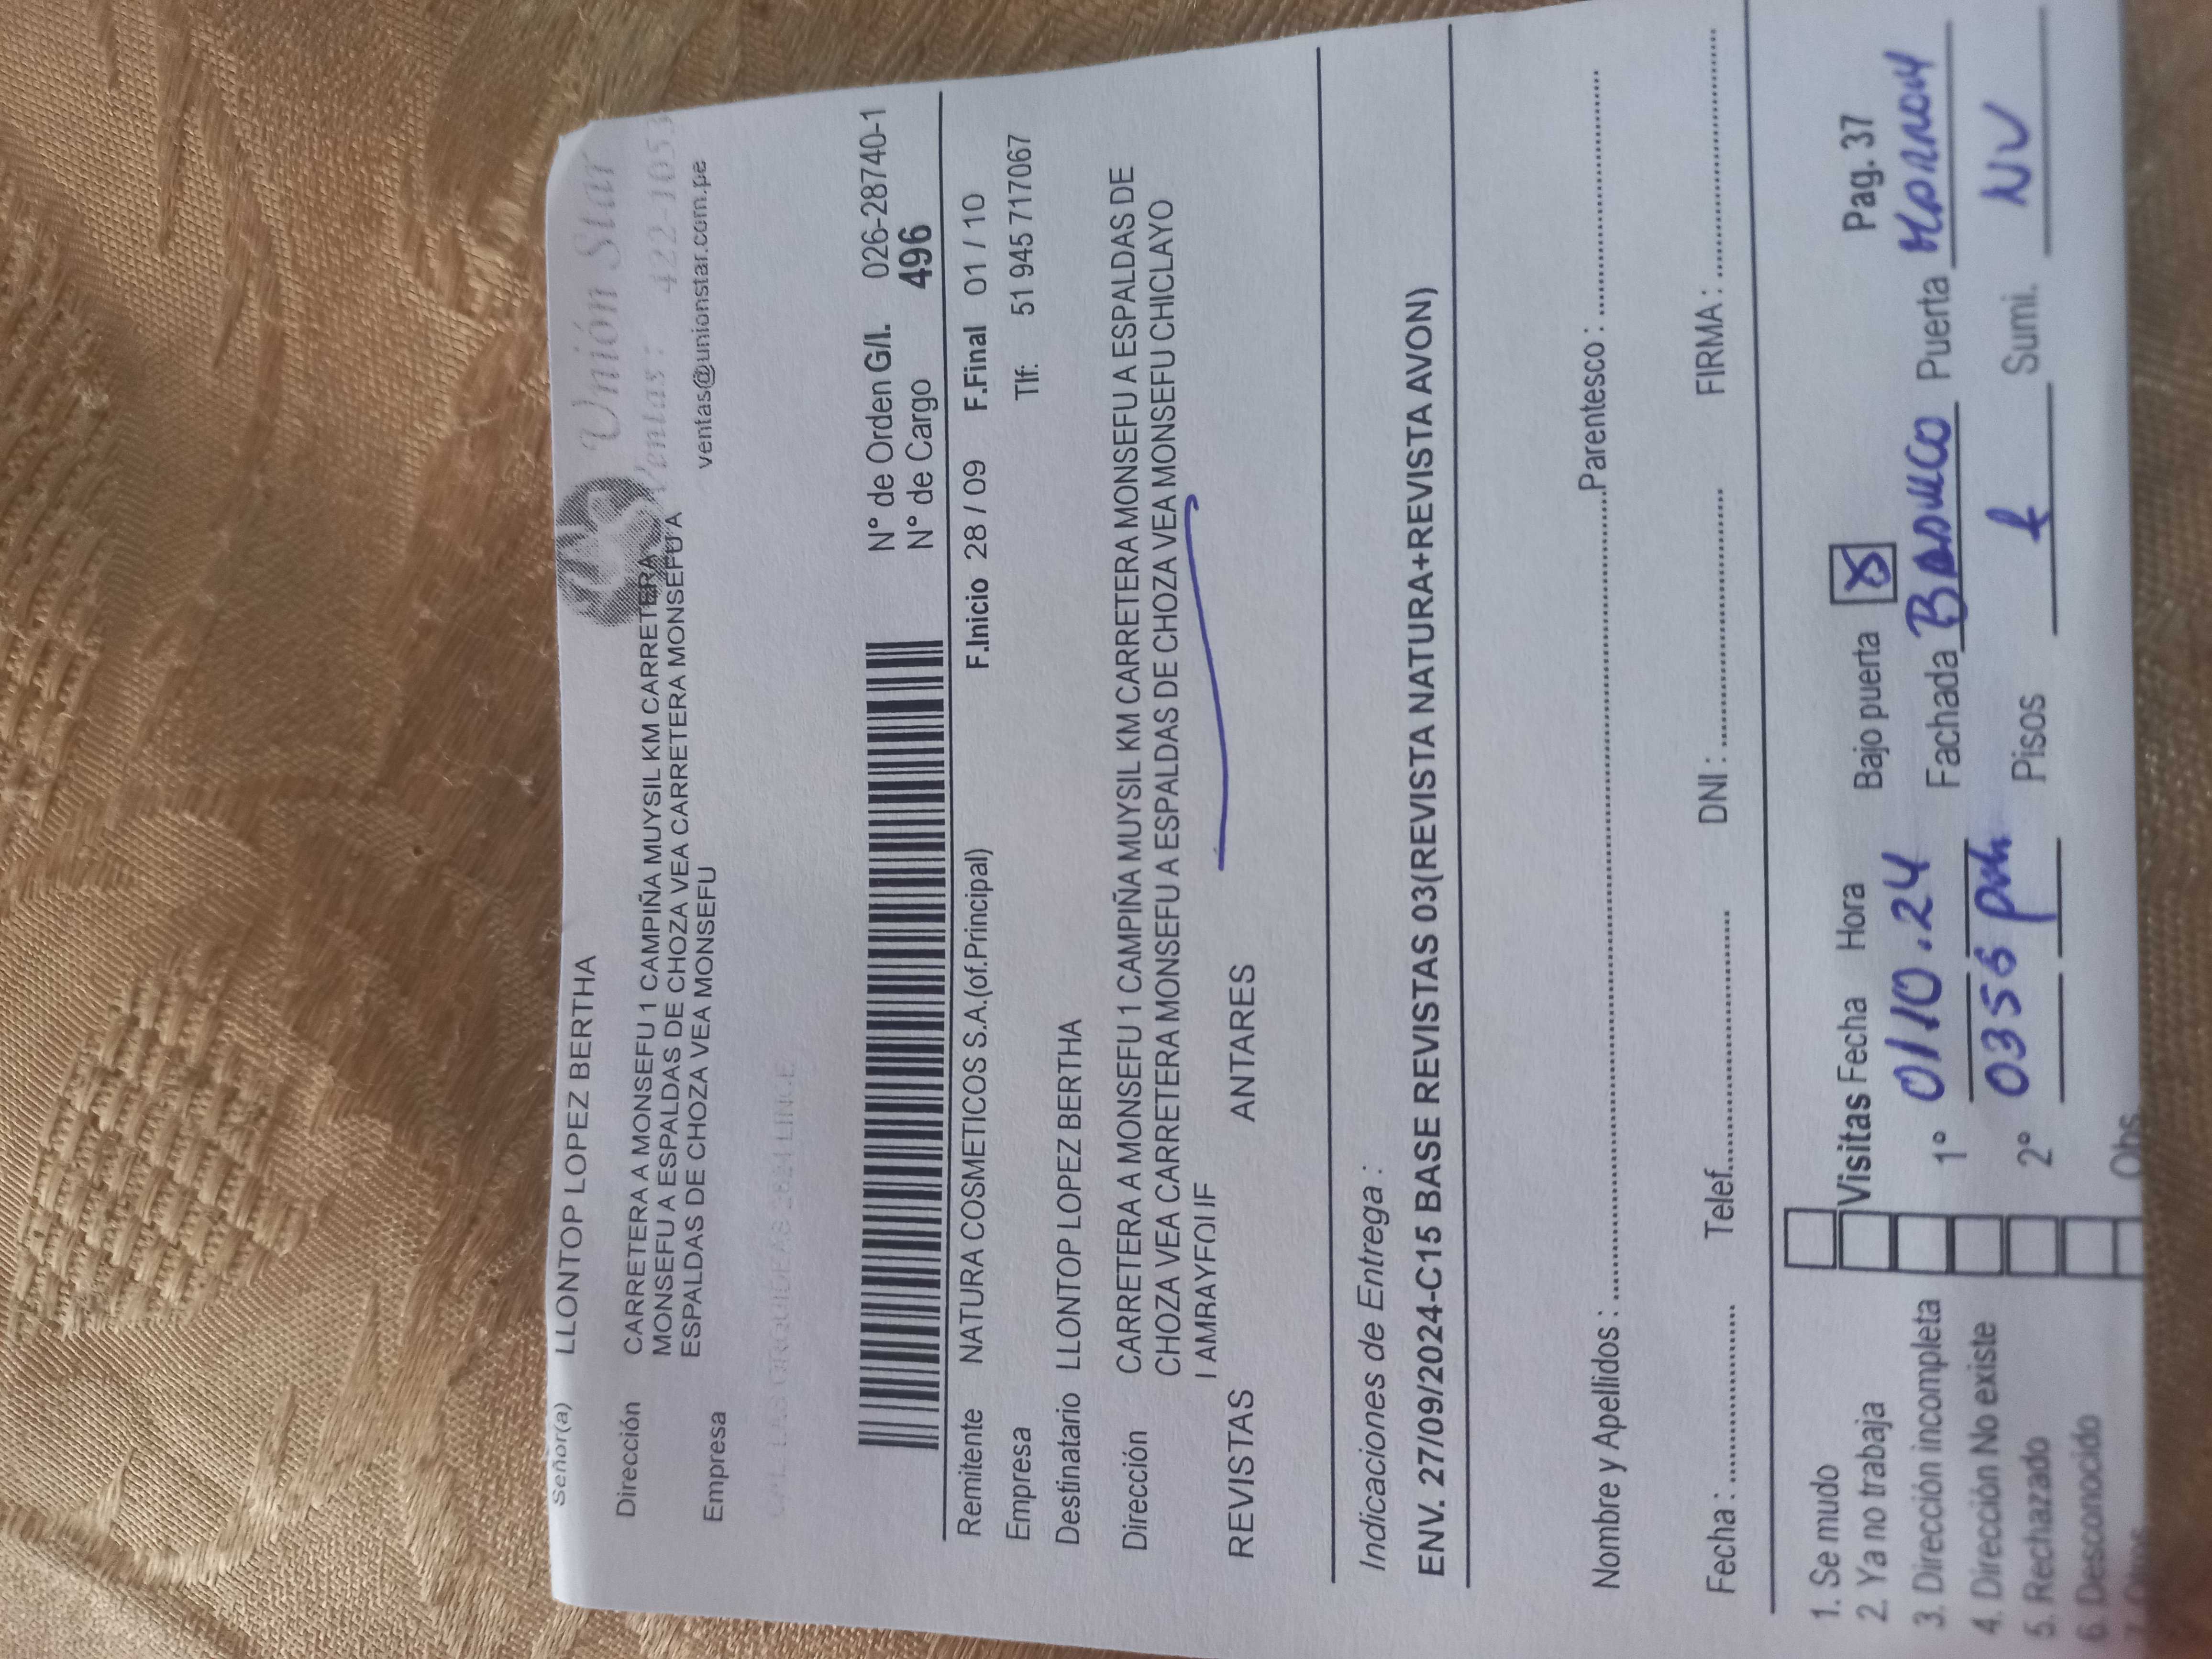 Unión Star
Ventas: 422-105
ventas@unionstar.com.pe
Señor(a) LLONTOP LOPEZ BERTHA
Dirección CARRETERA A MONSEFU 1 CAMPIÑA MUYSIL KM CARRETERA
MONSEFU A ESPALDAS DE CHOZA VEA CARRETERA MONSEFU A
ESPALDAS DE CHOZA VEA MONSEFU
Empresa
N° de Orden G/I. 026-28740-1
N° de Cargo 496
Remitente NATURA COSMETICOS S.A.(of.Principal) F.Inicio 28 / 09 F.Final 01 / 10
Empresa Tlf: 51 945 717067
Destinatario LLONTOP LOPEZ BERTHA
Dirección CARRETERA A MONSEFU 1 CAMPIÑA MUYSIL KM CARRETERA MONSEFU A ESPALDAS DE
CHOZA VEA CARRETERA MONSEFU A ESPALDAS DE CHOZA VEA MONSEFU CHICLAYO
REVISTAS ANTARES
Indicaciones de Entrega :
ENV. 27/09/2024-C15 BASE REVISTAS 03(REVISTA NATURA+REVISTA AVON)
Nombre y Apellidos : Parentesco :
Fecha : Telef. DNI : FIRMA :
1. Se mudo
2. Ya no trabaja
3. Dirección incompleta
4. Dirección No existe
5. Rechazado
6. Desconocido
Visitas Fecha Hora Bajo puerta X Pag. 37
1° 0110.24 Fachada Blanco Puerta Marron
2° 0356 pm Pisos 1 Sumi. NV
Obs